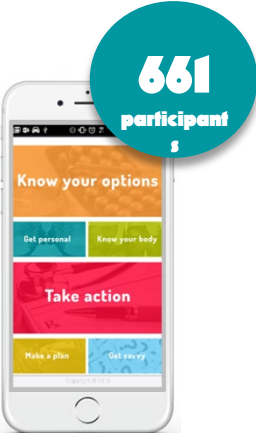 661
participant
s
Know your options
Get personal
Know your body
Take action
Make a plan
Get savvy